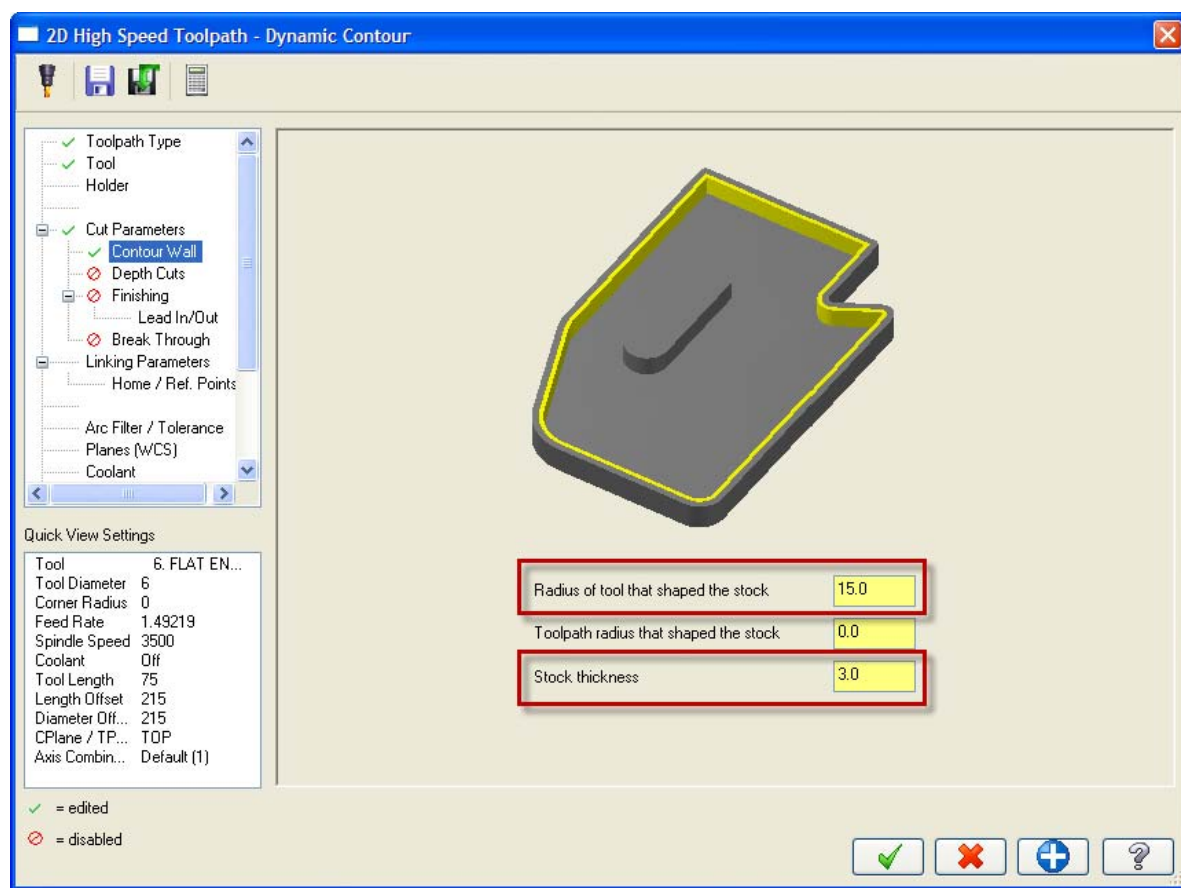 2D High Speed Toolpath - Dynamic Contour
Toolpath Type
Tool
Holder
Cut Parameters
Contour Wall
Depth Cuts
Finishing
Lead In/Out
Break Through
Linking Parameters
Home / Ref. Points
Arc Filter / Tolerance
Planes (WCS)
Coolant
Quick View Settings
Tool 6. FLAT EN...
Tool Diameter 6
Corner Radius 0
Feed Rate 1.49219
Spindle Speed 3500
Coolant Off
Tool Length 75
Length Offset 215
Diameter Off... 215
CPlane / TP... TOP
Axis Combin... Default (1)
= edited
= disabled
Radius of tool that shaped the stock 15.0
Toolpath radius that shaped the stock 0.0
Stock thickness 3.0